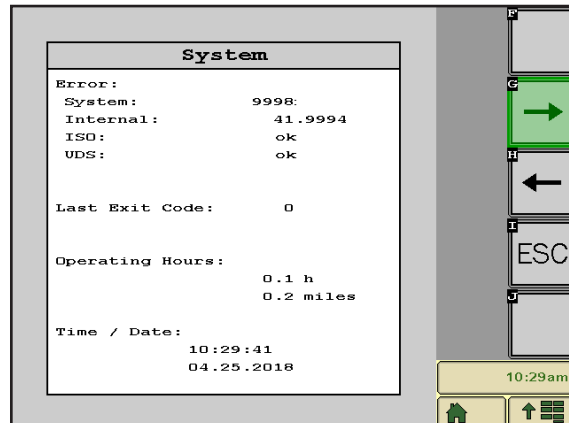 System
Error:
System: 9998:
Internal: 41.9994
ISO: ok
UDS: ok
Last Exit Code: 0
Operating Hours:
0.1 h
0.2 miles
Time / Date:
10:29:41
04.25.2018
F
G
H
I
ESC
J
10:29am